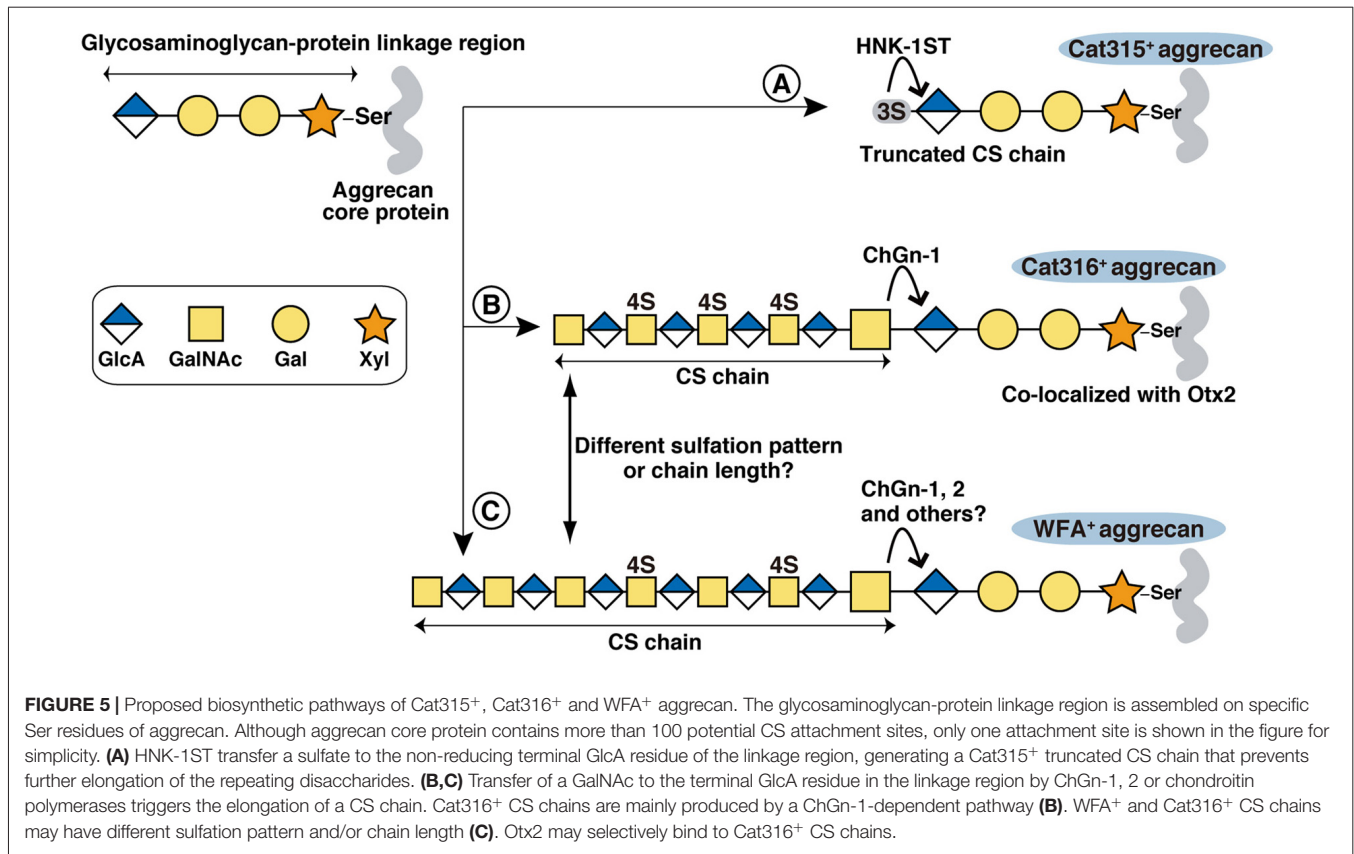 Glycosaminoglycan-protein linkage region
Ser
Aggrecan
core protein
A
HNK-1ST
Cat315+ aggrecan
3S
Ser
Truncated CS chain
GlcA GalNAc Gal Xyl
B
ChGn-1
Cat316+ aggrecan
4S 4S 4S
Ser
CS chain
Co-localized with Otx2
Different sulfation pattern
or chain length?
C
ChGn-1, 2
and others?
WFA+ aggrecan
4S 4S
Ser
CS chain
FIGURE 5 | Proposed biosynthetic pathways of Cat315+, Cat316+ and WFA+ aggrecan. The glycosaminoglycan-protein linkage region is assembled on specific
Ser residues of aggrecan. Although aggrecan core protein contains more than 100 potential CS attachment sites, only one attachment site is shown in the figure for
simplicity. (A) HNK-1ST transfer a sulfate to the non-reducing terminal GlcA residue of the linkage region, generating a Cat315+ truncated CS chain that prevents
further elongation of the repeating disaccharides. (B,C) Transfer of a GalNAc to the terminal GlcA residue in the linkage region by ChGn-1, 2 or chondroitin
polymerases triggers the elongation of a CS chain. Cat316+ CS chains are mainly produced by a ChGn-1-dependent pathway (B). WFA+ and Cat316+ CS chains
may have different sulfation pattern and/or chain length (C). Otx2 may selectively bind to Cat316+ CS chains.